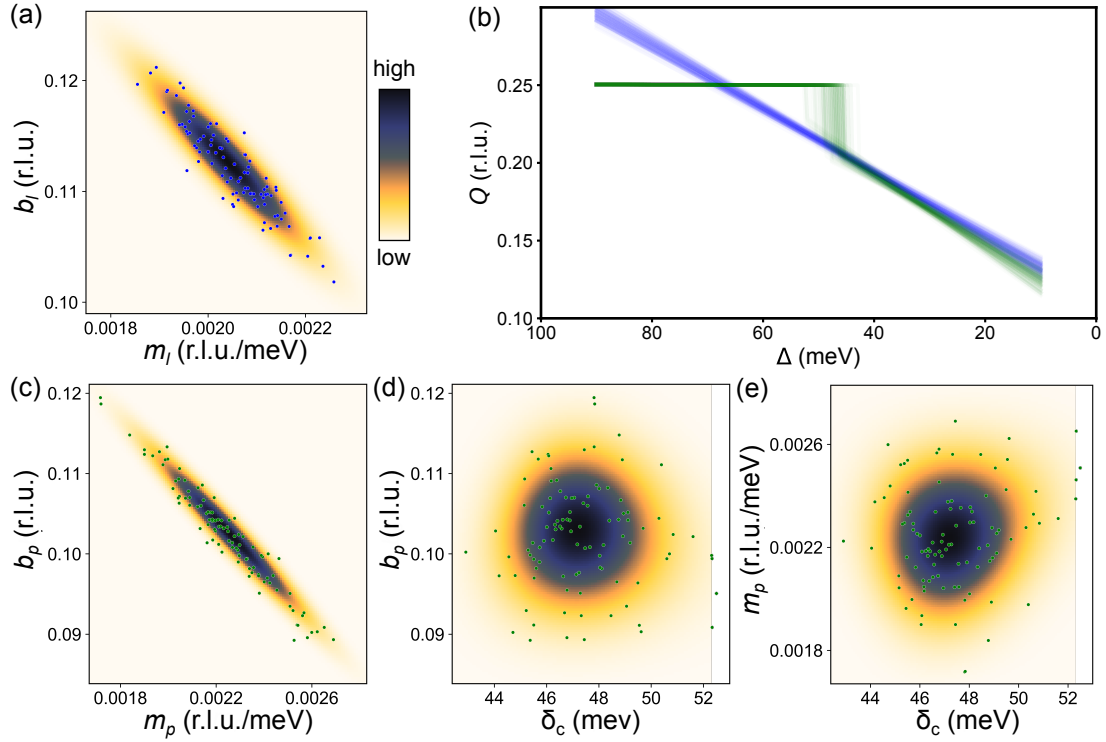 (a)
0.12
0.11
0.10
b_l (r.l.u.)
0.0018 0.0020 0.0022
m_l (r.l.u./meV)
high
low
(b)
0.25
0.20
0.15
0.10
Q (r.l.u.)
100 80 60 40 20 0
Δ (meV)
(c)
0.12
0.11
0.10
0.09
b_p (r.l.u.)
0.0018 0.0022 0.0026
m_p (r.l.u./meV)
(d)
0.12
0.11
0.10
0.09
b_p (r.l.u.)
44 46 48 50 52
δ_c (mev)
(e)
0.0026
0.0022
0.0018
m_p (r.l.u./meV)
44 46 48 50 52
δ_c (meV)